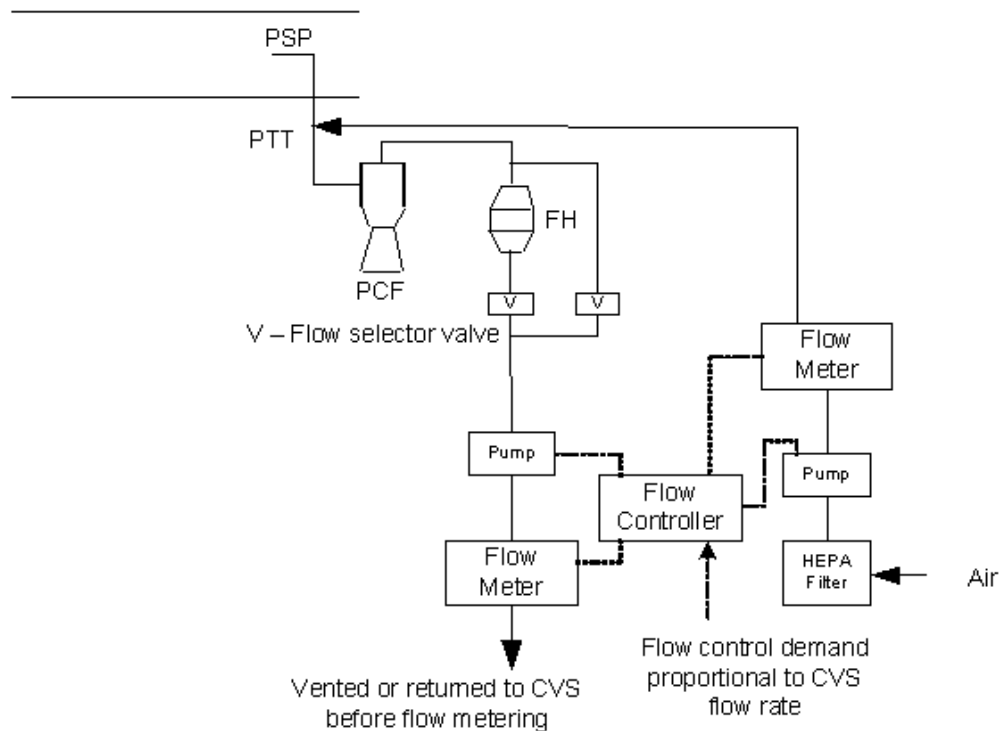 PSP
PTT
FH
PCF
V
V
V – Flow selector valve
Flow
Meter
Pump
Pump
Flow
Controller
Flow
Meter
HEPA
Filter
Air
Flow control demand
proportional to CVS
flow rate
Vented or returned to CVS
before flow metering